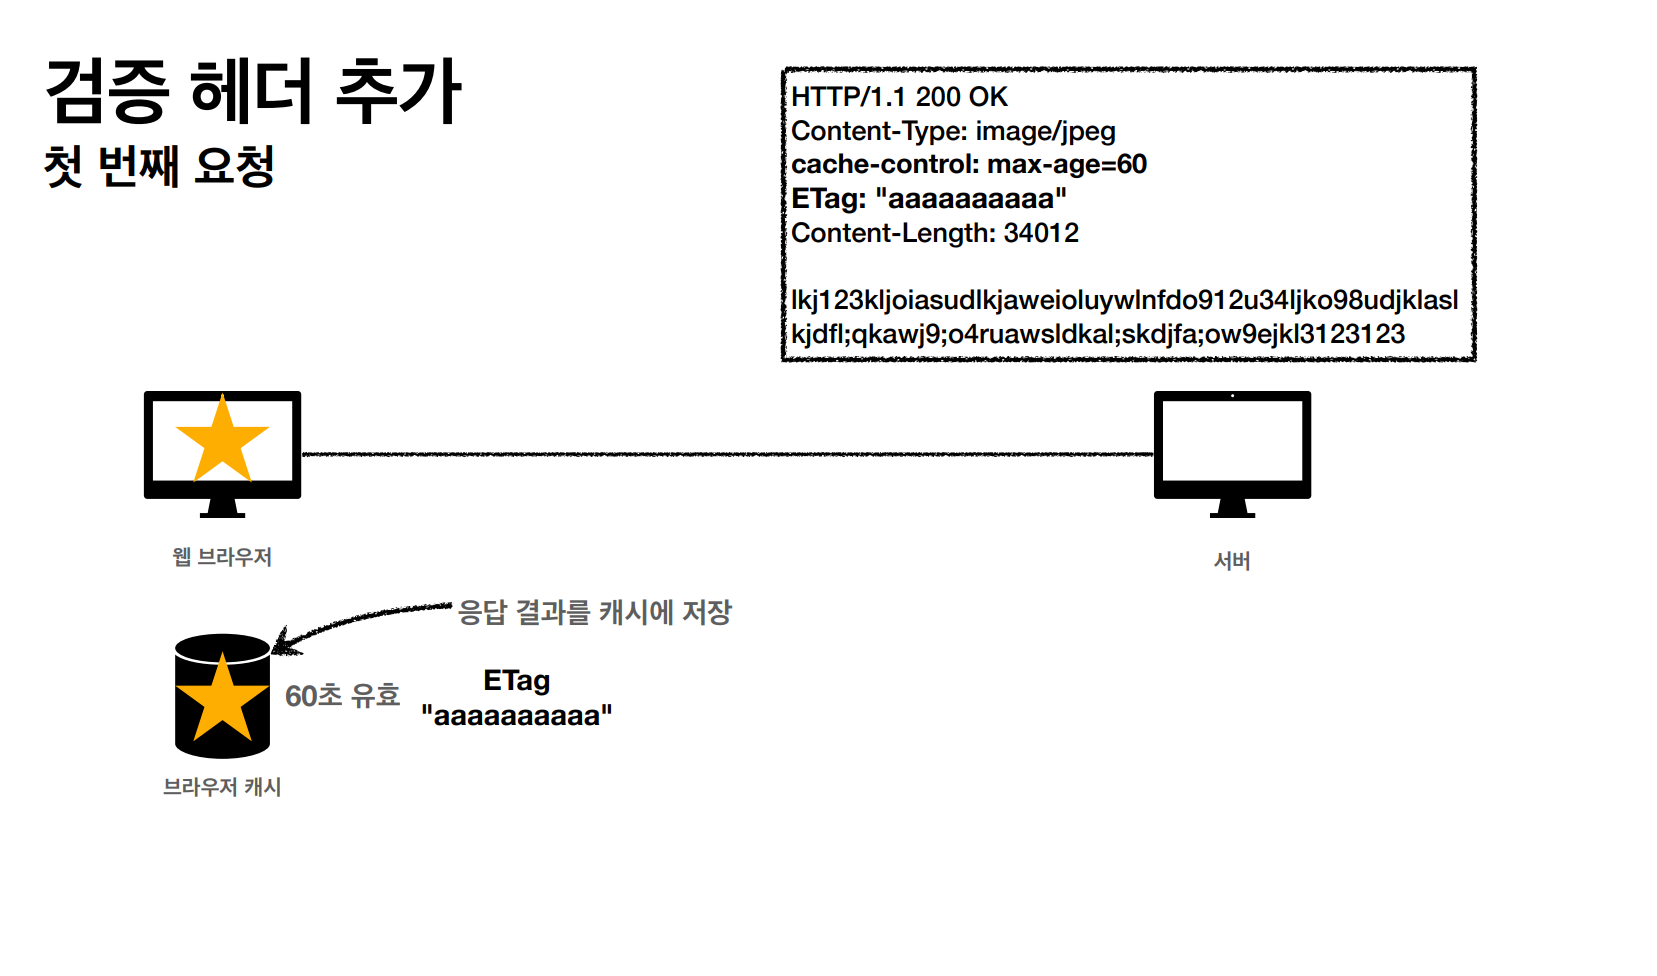 검증 헤더 추가
첫 번째 요청
HTTP/1.1 200 OK
Content-Type: image/jpeg
cache-control: max-age=60
ETag: "aaaaaaaaaa"
Content-Length: 34012
lkj123kljoiasudlkjaweioluywlnfdo912u34ljko98udjklasl
kjdfl;qkawj9;o4ruawsldkal;skdjfa;ow9ejkl3123123
웹 브라우저
서버
응답 결과를 캐시에 저장
60초 유효
ETag
"aaaaaaaaaa"
브라우저 캐시